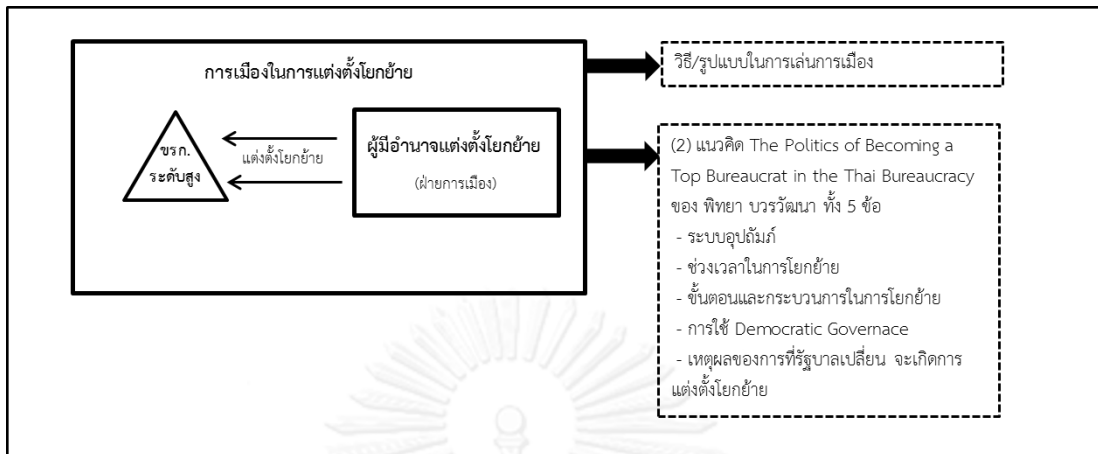 การเมืองในการแต่งตั้งโยกย้าย
ขรก.
ระดับสูง
แต่งตั้งโยกย้าย
ผู้มีอำนาจแต่งตั้งโยกย้าย
(ฝ่ายการเมือง)
วิธี/รูปแบบในการเล่นการเมือง
(2) แนวคิด The Politics of Becoming a
Top Bureaucrat in the Thai Bureaucracy
ของ พิทยา บวรวัฒนา ทั้ง 5 ข้อ
- ระบบอุปถัมภ์
- ช่วงเวลาในการโยกย้าย
- ขั้นตอนและกระบวนการในการโยกย้าย
- การใช้ Democratic Governace
- เหตุผลของการที่รัฐบาลเปลี่ยน จะเกิดการ
แต่งตั้งโยกย้าย